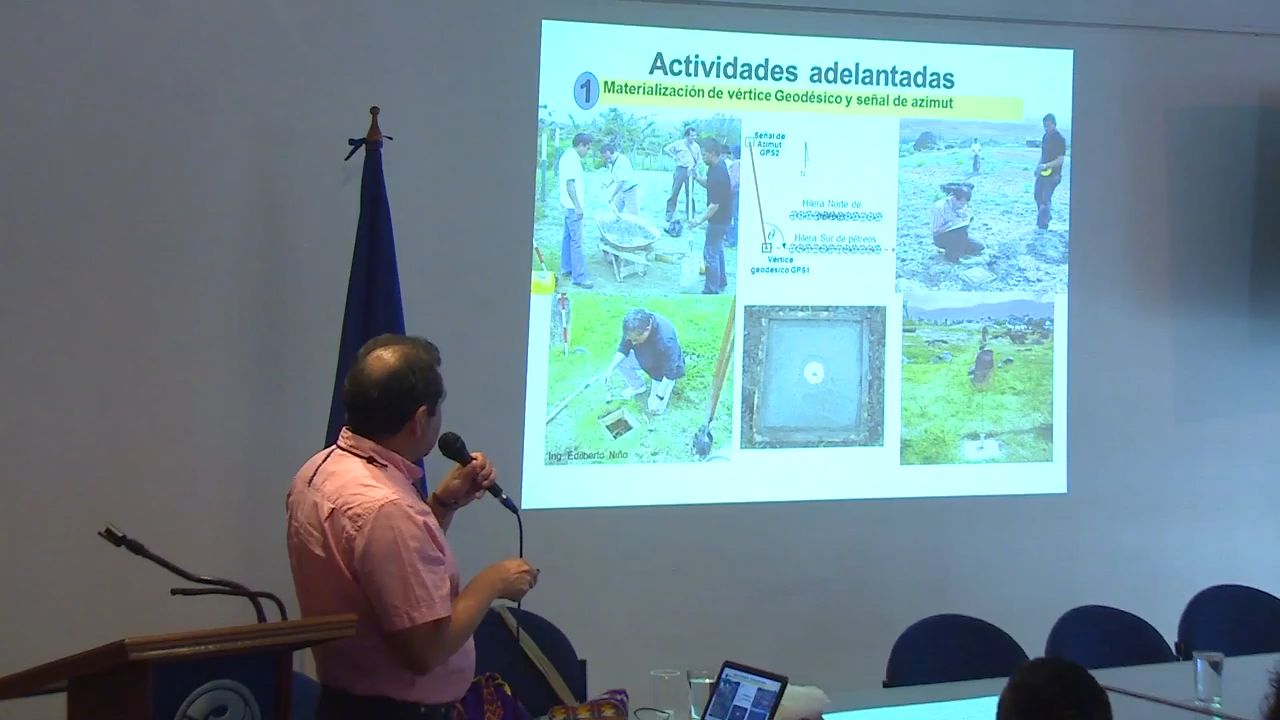 Actividades adelantadas
1
Materialización de vértice Geodésico y señal de azimut
Señal de
Azimut
GPS2
N
Hilera Norte de
Hilera Sur de pétreos
Vértice
geodésico GPS1
Ing. Edilberto Niño